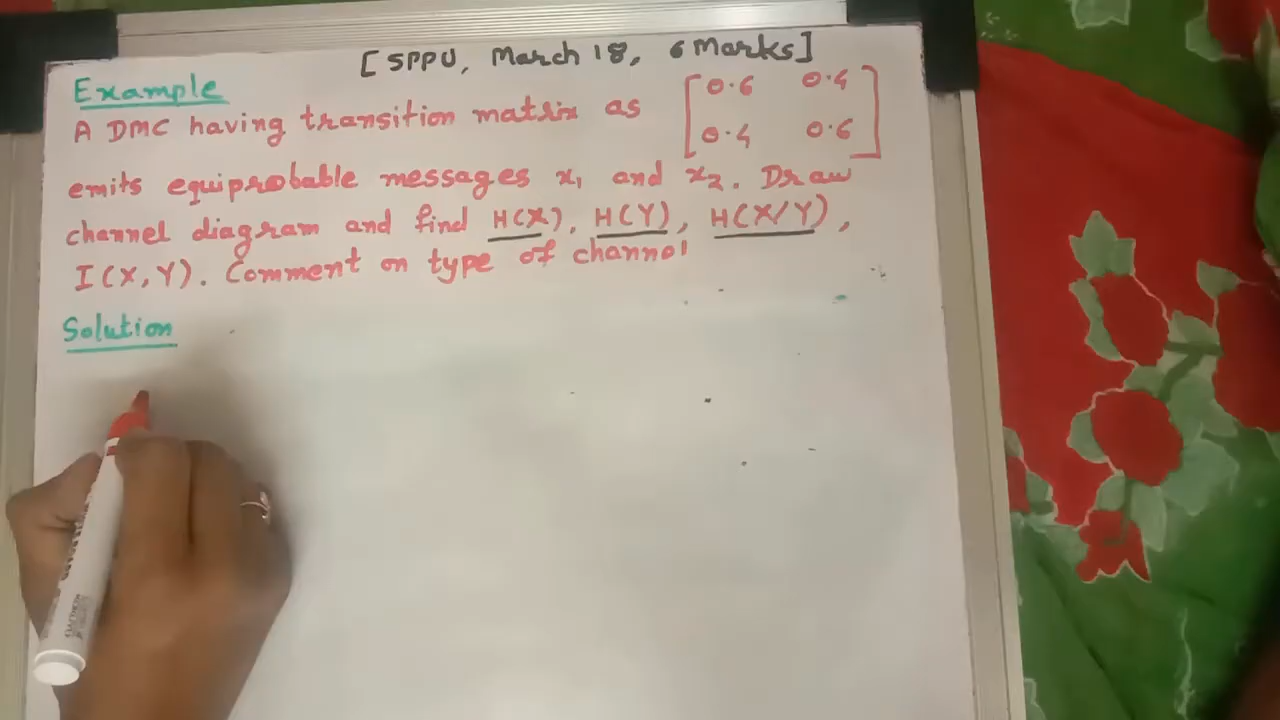 [SPPU, March 18, 6 Marks]
Example
A DMC having transition matrix as [0.6 0.4
0.4 0.6]
emits equiprobable messages x₁ and x₂. Draw
channel diagram and find H(X), H(Y), H(X/Y),
I(X,Y). Comment on type of channel
Solution